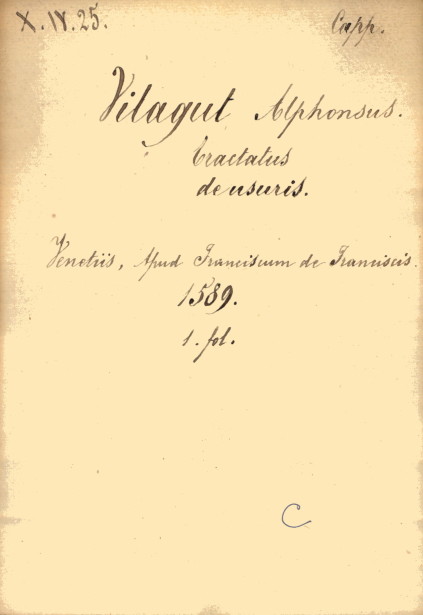 X. IV. 25. Capp.
Vilagut Alphonsus.
Tractatus
de usuris.
Venetiis, Apud Franciscum de Franciscis.
1589.
1. fol.
C